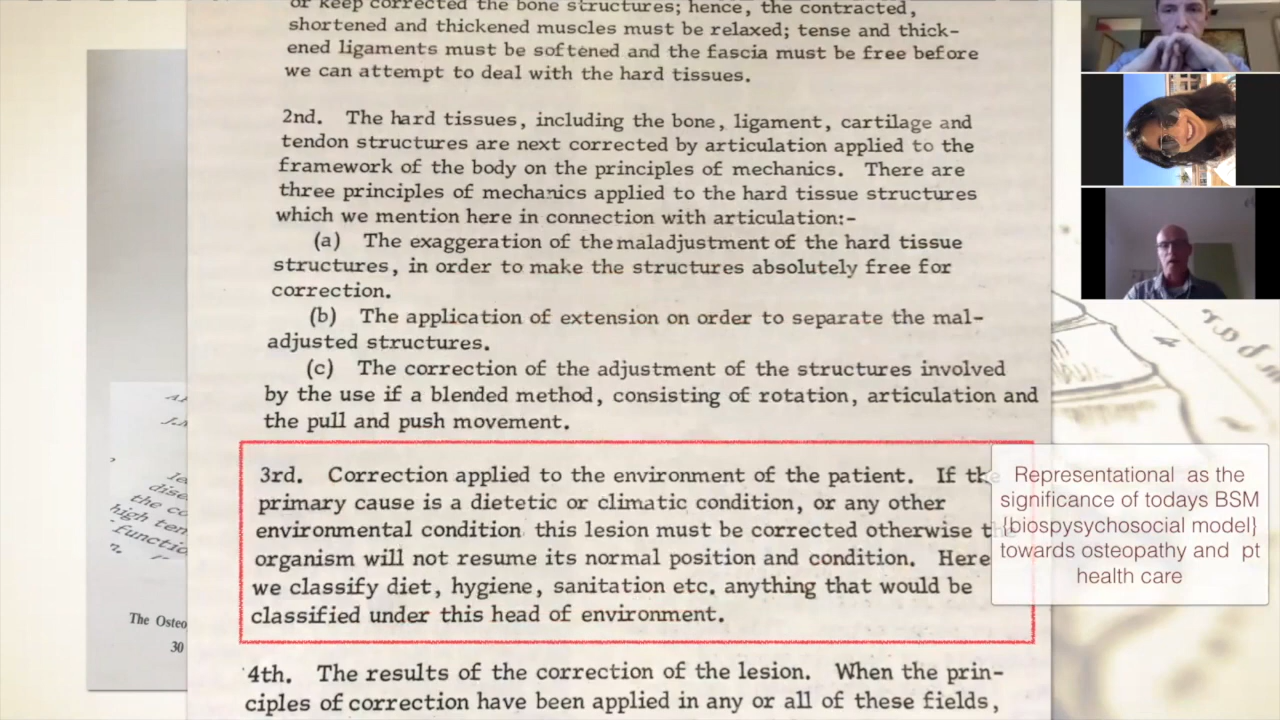 or keep corrected the bone structures; hence, the contracted,
shortened and thickened muscles must be relaxed; tense and thick-
ened ligaments must be softened and the fascia must be free before
we can attempt to deal with the hard tissues.
2nd. The hard tissues, including the bone, ligament, cartilage and
tendon structures are next corrected by articulation applied to the
framework of the body on the principles of mechanics. There are
three principles of mechanics applied to the hard tissue structures
which we mention here in connection with articulation:-
(a) The exaggeration of the maladjustment of the hard tissue
structures, in order to make the structures absolutely free for
correction.
(b) The application of extension on order to separate the mal-
adjusted structures.
(c) The correction of the adjustment of the structures involved
by the use if a blended method, consisting of rotation, articulation and
the pull and push movement.
3rd. Correction applied to the environment of the patient. If the
primary cause is a dietetic or climatic condition, or any other
environmental condition this lesion must be corrected otherwise th
organism will not resume its normal position and condition. Here
we classify diet, hygiene, sanitation etc. anything that would be
classified under this head of environment.
4th. The results of the correction of the lesion. When the prin-
ciples of correction have been applied in any or all of these fields,
Representational as the
significance of todays BSM
{biospysychosocial model}
towards osteopathy and pt
health care
dise
the co
high ten
functio
The Osteo
30
4